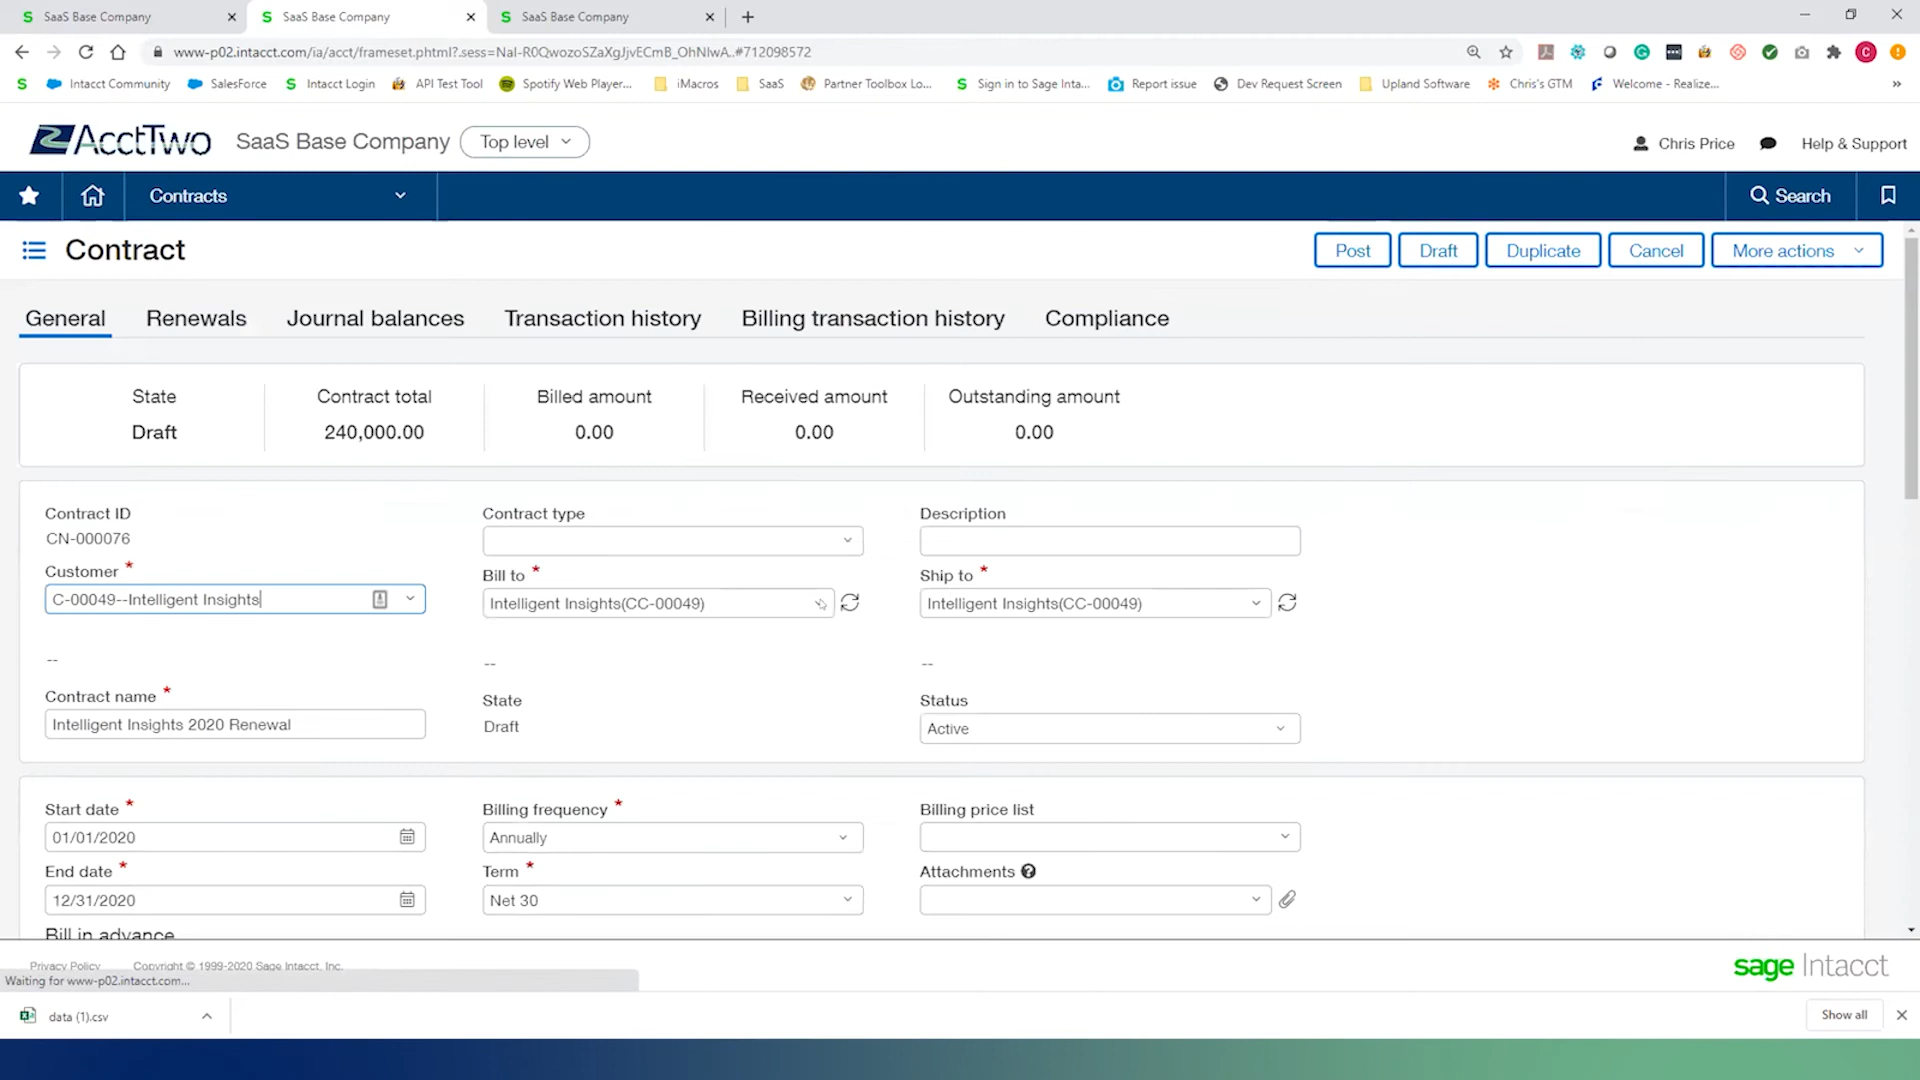 SaaS Base Company
SaaS Base Company
SaaS Base Company
www-p02.intacct.com/ia/acct/frameset.phtml?.sess=NaI-R0QwozoSZaXgJjvECmB_OhNIwA..#712098572
Intacct Community
SalesForce
Intacct Login
API Test Tool
Spotify Web Player...
iMacros
SaaS
Partner Toolbox Lo...
Sign in to Sage Inta...
Report issue
Dev Request Screen
Upland Software
Chris's GTM
Welcome - Realize...
»
AcctTwo
SaaS Base Company
Top level
Chris Price
Help & Support
Contracts
Search
Contract
Post
Draft
Duplicate
Cancel
More actions
General
Renewals
Journal balances
Transaction history
Billing transaction history
Compliance
State
Contract total
Billed amount
Received amount
Outstanding amount
Draft
240,000.00
0.00
0.00
0.00
Contract ID
CN-000076
Contract type
Description
Customer *
C-00049--Intelligent Insights
Bill to *
Intelligent Insights(CC-00049)
Ship to *
Intelligent Insights(CC-00049)
--
--
--
Contract name *
Intelligent Insights 2020 Renewal
State
Draft
Status
Active
Start date *
01/01/2020
Billing frequency *
Annually
Billing price list
End date *
12/31/2020
Term *
Net 30
Attachments
Bill in advance
Privacy Policy
Copyright © 1999-2020 Sage Intacct, Inc.
sage Intacct
Waiting for www-p02.intacct.com...
data (1).csv
Show all